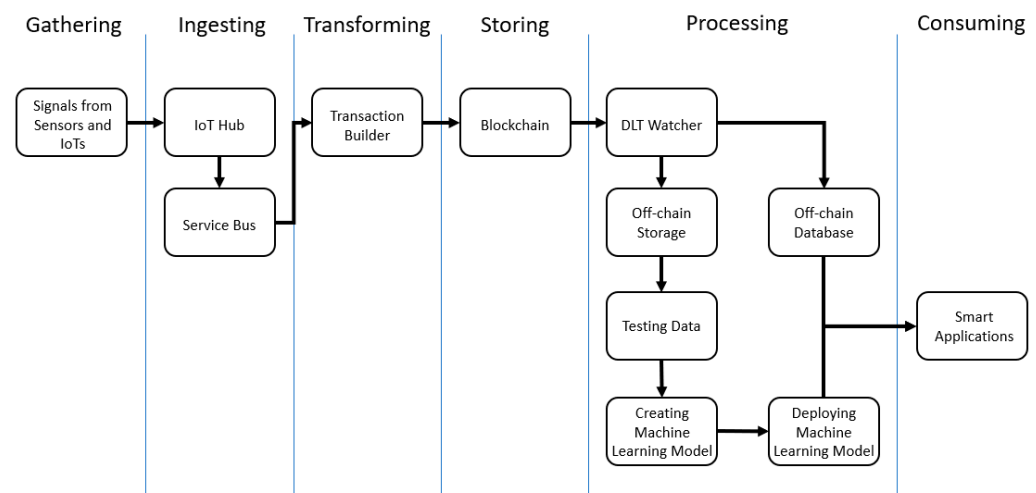 Gathering
Ingesting
Transforming
Storing
Processing
Consuming
Signals from
Sensors and
IoTs
IoT Hub
Service Bus
Transaction
Builder
Blockchain
DLT Watcher
Off-chain
Storage
Off-chain
Database
Testing Data
Smart
Applications
Creating
Machine
Learning Model
Deploying
Machine
Learning Model